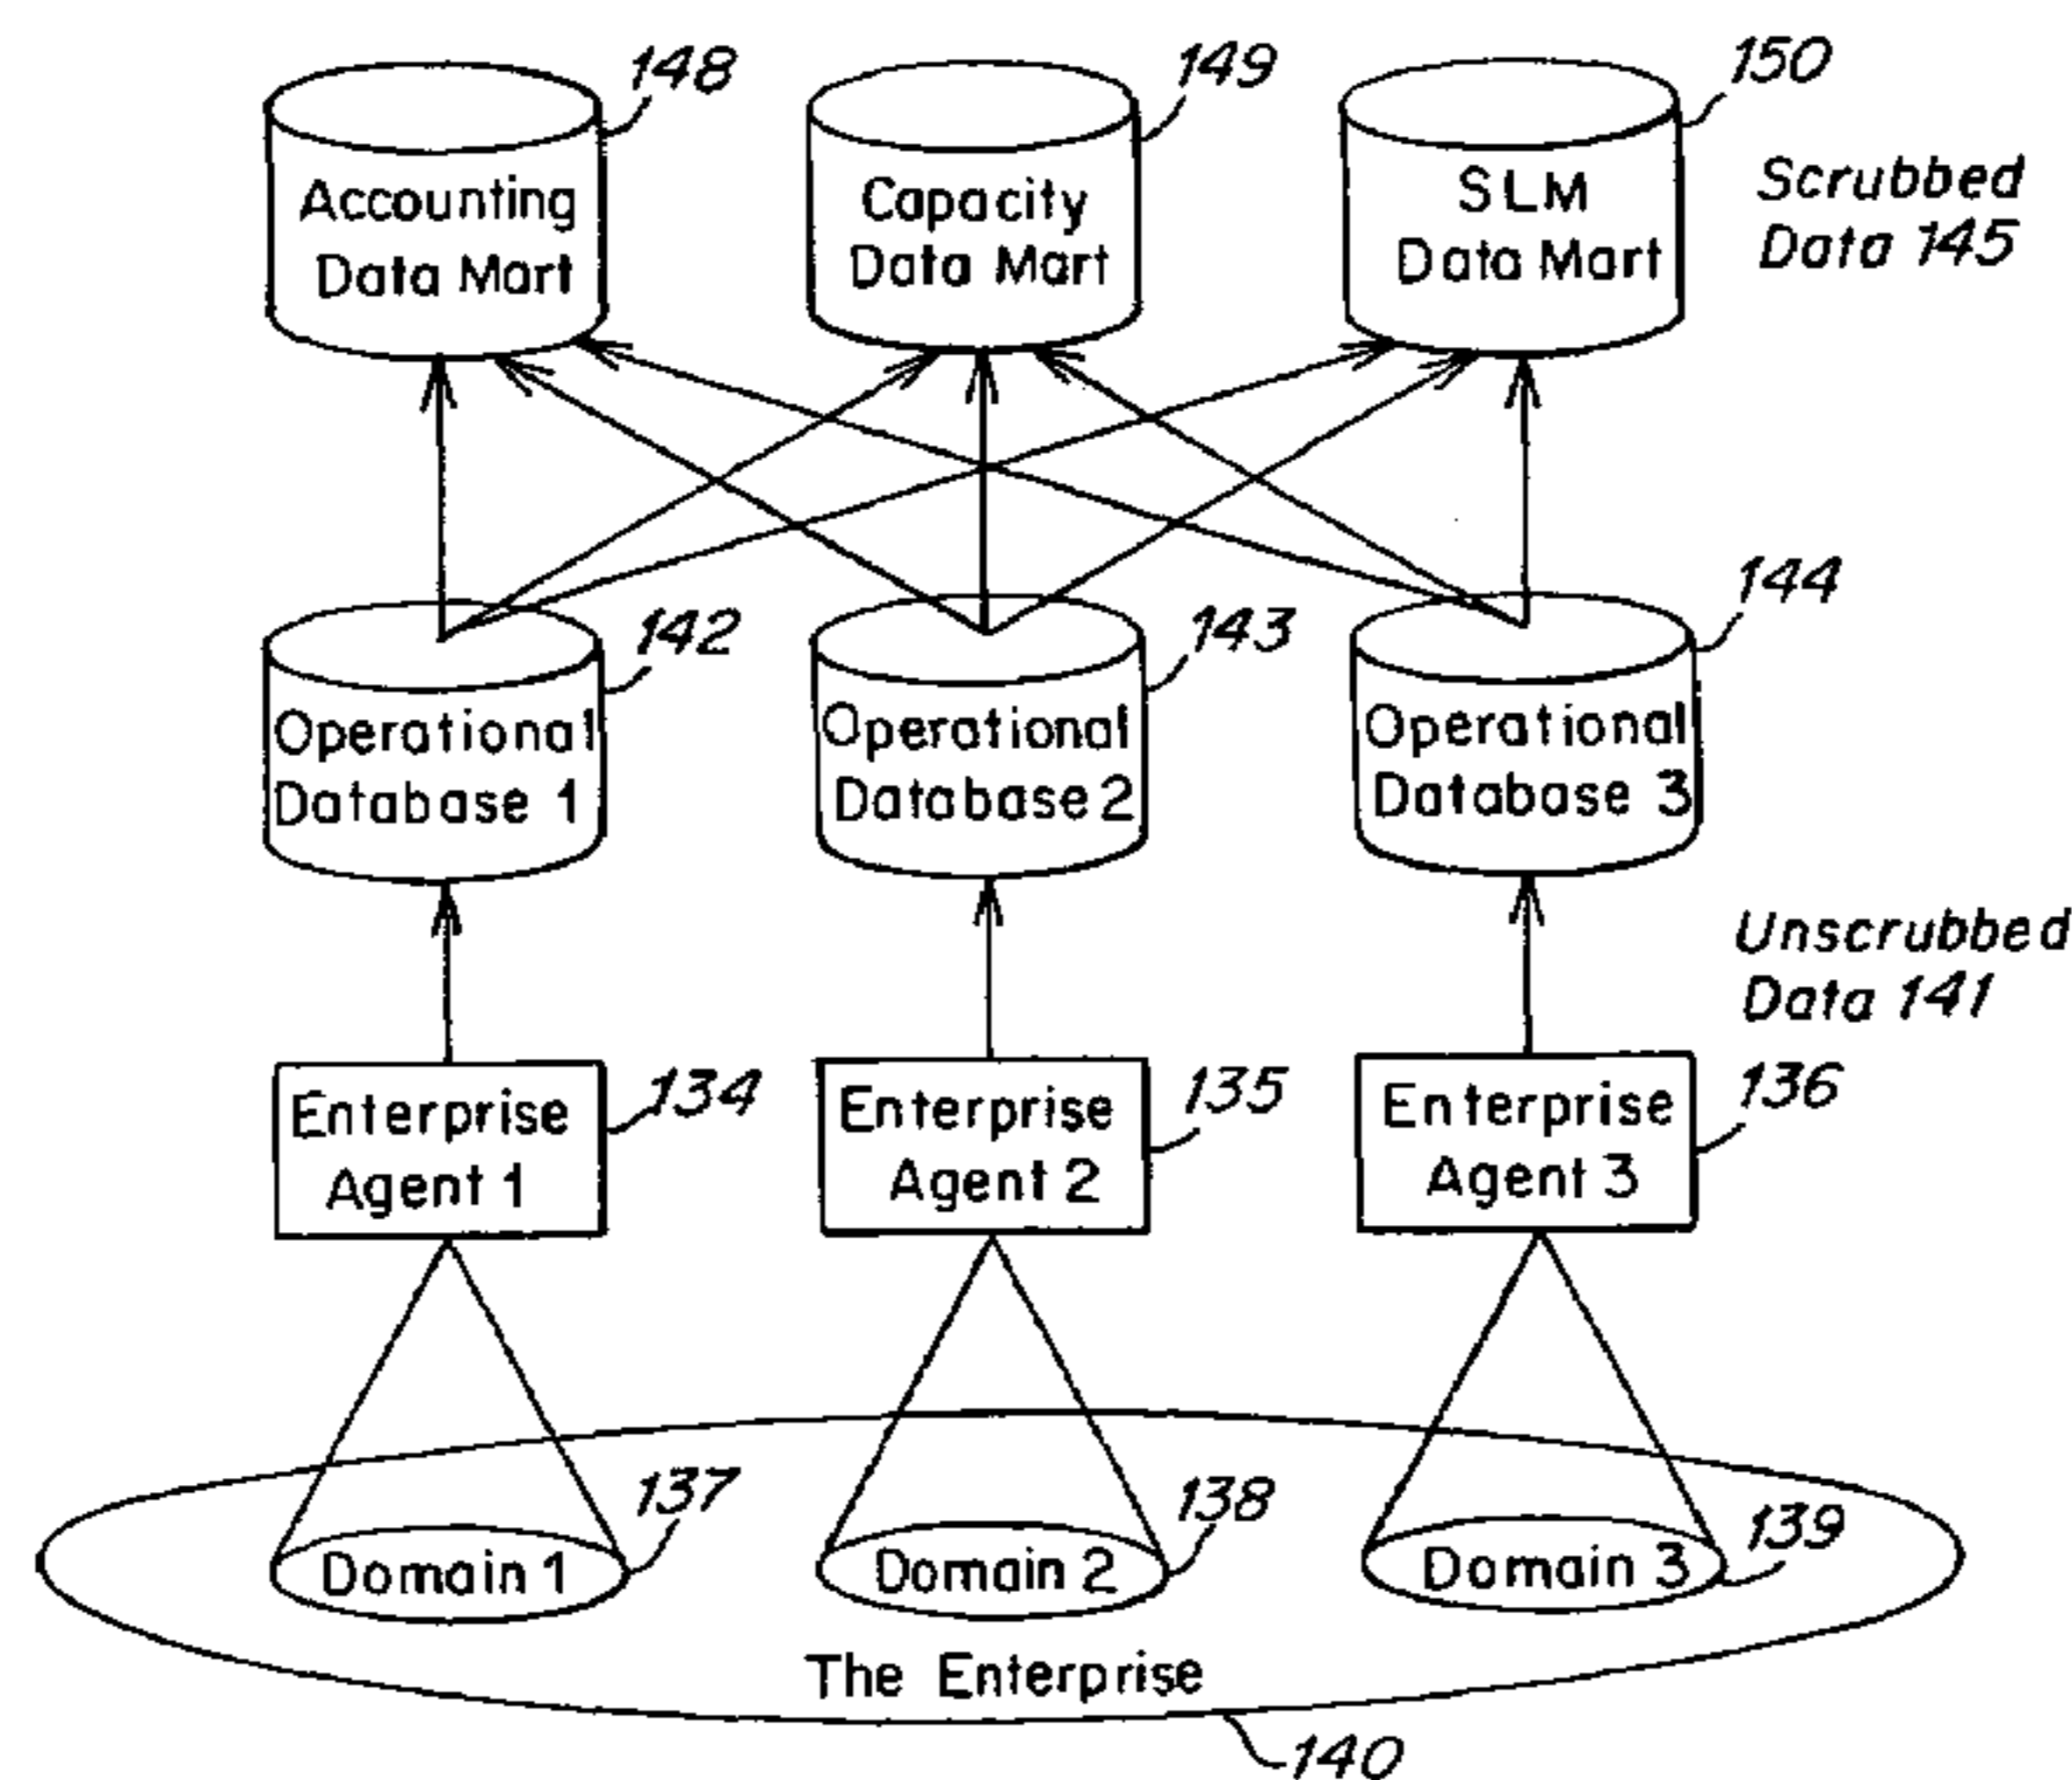 148
149
150
Accounting
Data Mart
Capacity
Data Mart
SLM
Data Mart
Scrubbed
Data 145
142
143
144
Operational
Database 1
Operational
Database 2
Operational
Database 3
Unscrubbed
Data 141
134
135
136
Enterprise
Agent 1
Enterprise
Agent 2
Enterprise
Agent 3
137
138
139
Domain 1
Domain 2
Domain 3
The Enterprise
140